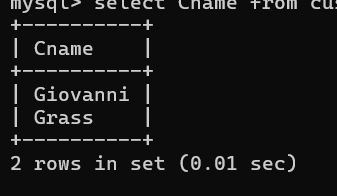 mysql> select Cname from cus
+----------+
| Cname    |
+----------+
| Giovanni |
| Grass    |
+----------+
2 rows in set (0.01 sec)